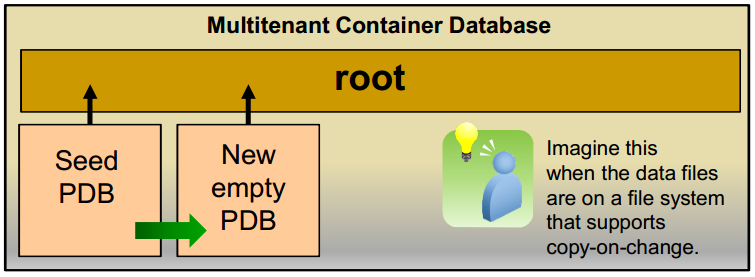 Multitenant Container Database
root
Seed
PDB
New
empty
PDB
Imagine this
when the data files
are on a file system
that supports
copy-on-change.